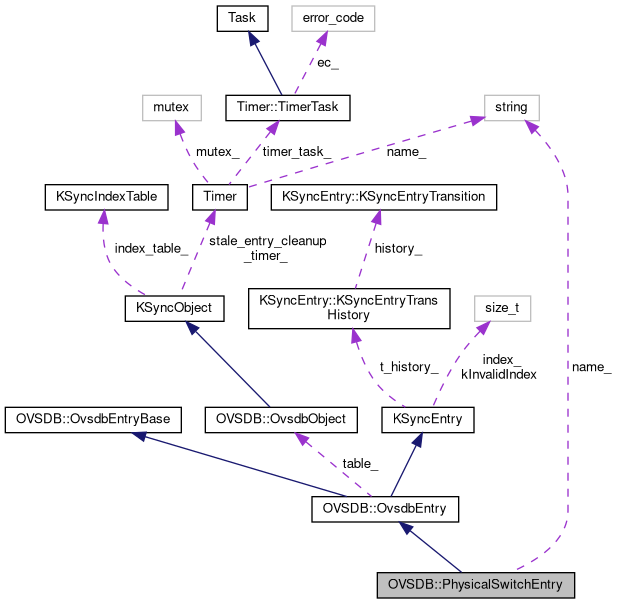 Task
error_code
ec_
mutex
Timer::TimerTask
string
mutex_
timer_task_
name_
KSyncIndexTable
Timer
KSyncEntry::KSyncEntryTransition
index_table_
stale_entry_cleanup
_timer_
history_
KSyncObject
KSyncEntry::KSyncEntryTrans
History
size_t
t_history_
index_
kInvalidIndex
name_
OVSDB::OvsdbEntryBase
OVSDB::OvsdbObject
KSyncEntry
table_
OVSDB::OvsdbEntry
OVSDB::PhysicalSwitchEntry